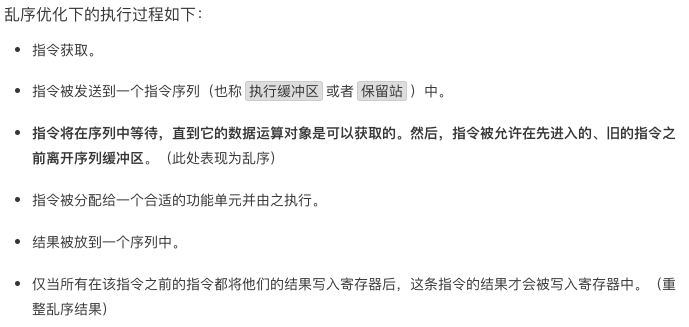 乱序优化下的执行过程如下：
指令获取。
指令被发送到一个指令序列（也称 执行缓冲区 或者 保留站 ）中。
指令将在序列中等待，直到它的数据运算对象是可以获取的。然后，指令被允许在先进入的、旧的指令之
前离开序列缓冲区。（此处表现为乱序）
指令被分配给一个合适的功能单元并由之执行。
结果被放到一个序列中。
仅当所有在该指令之前的指令都将他们的结果写入寄存器后，这条指令的结果才会被写入寄存器中。（重
整乱序结果）